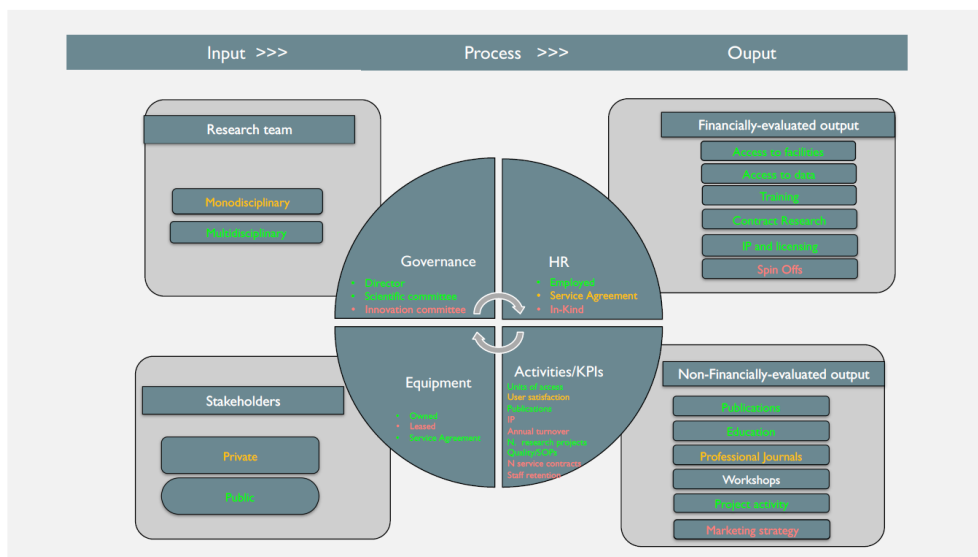 Input >>>
Process >>>
Ouput
Research team
Monodisciplinary
Multidisciplinary
Stakeholders
Private
Public
Governance
• Director
• Scientific committee
• Innovation committee
HR
• Employed
• Service Agreement
• In-Kind
Equipment
• Owned
• Leased
• Service Agreement
Activities/KPIs
Units of access
User satisfaction
Publications
IP
Annual turnover
N. research projects
Quality/SOPs
N service contracts
Staff retention
Financially-evaluated output
Access to facilities
Access to data
Training
Contract Research
IP and licensing
Spin Offs
Non-Financially-evaluated output
Publications
Education
Professional Journals
Workshops
Project activity
Marketing strategy